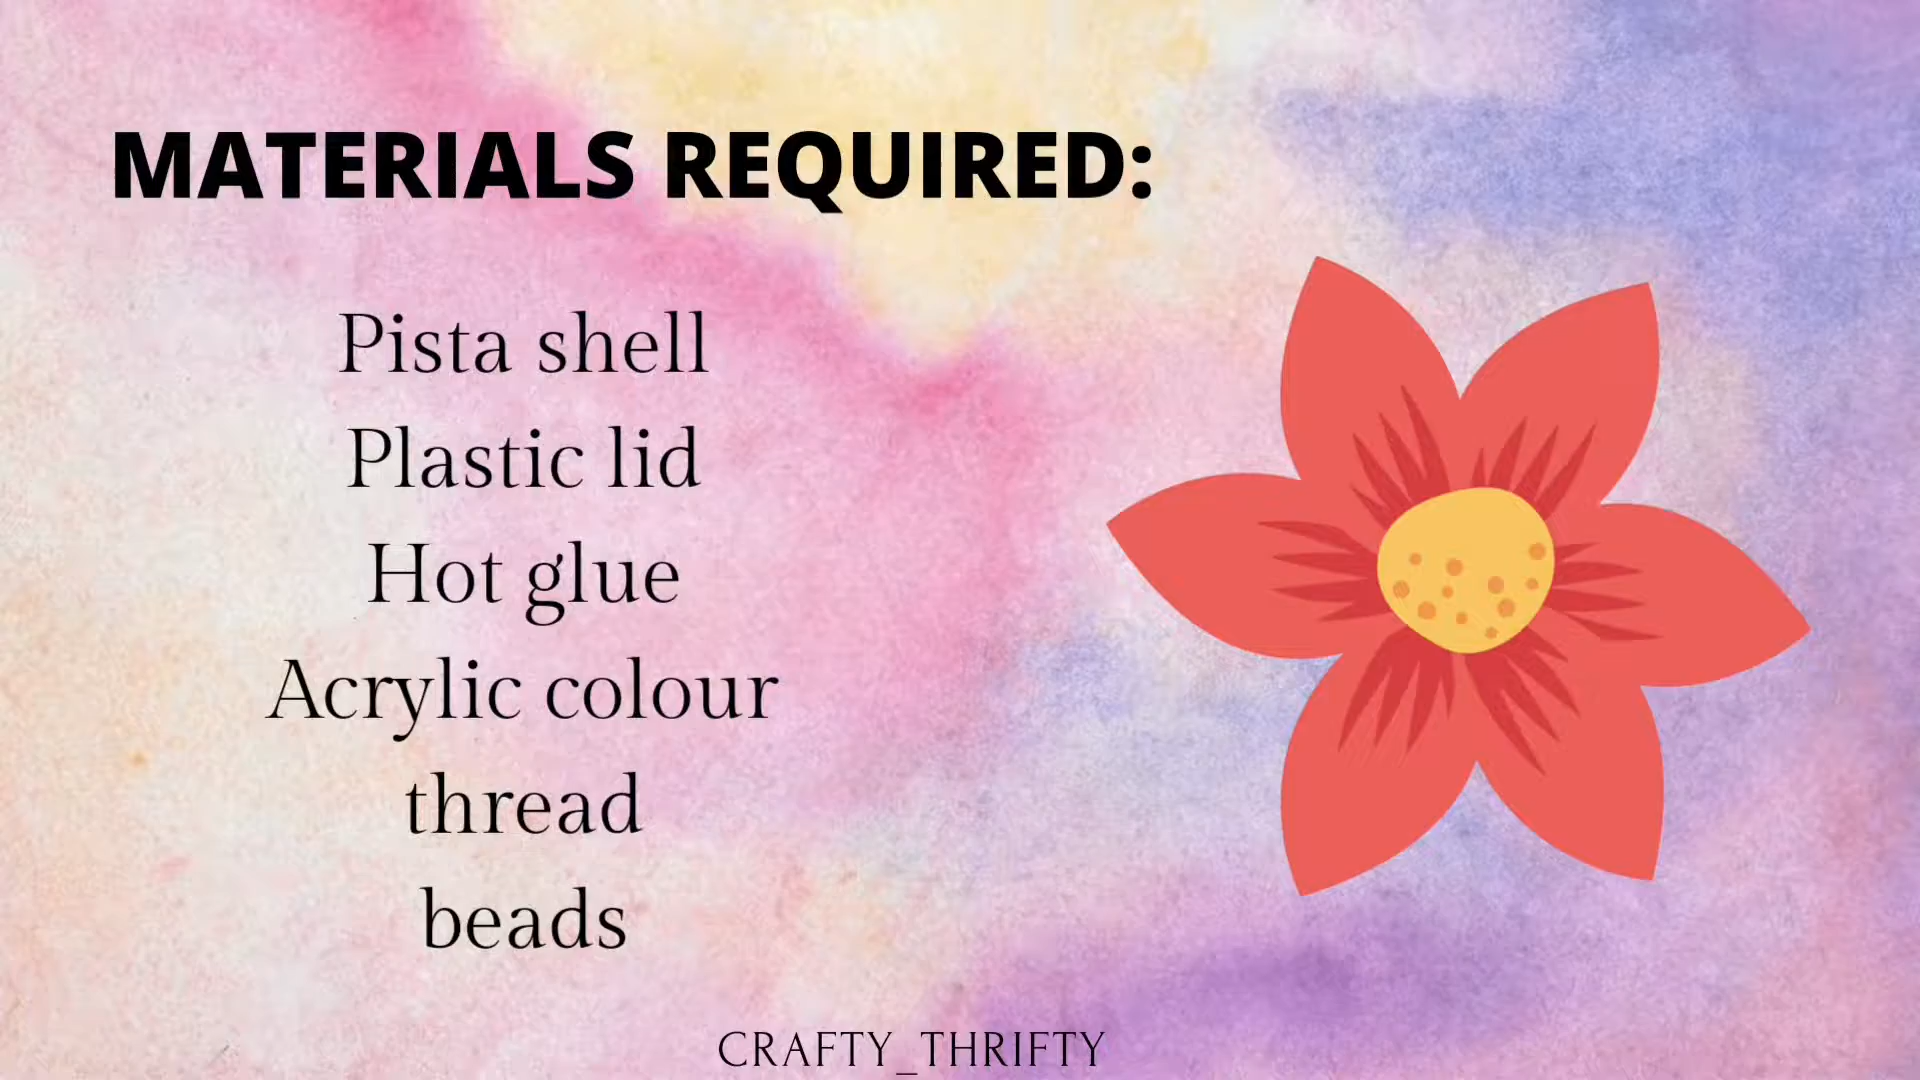 MATERIALS REQUIRED:
Pista shell
Plastic lid
Hot glue
Acrylic colour
thread
beads
CRAFTY_THRIFTY